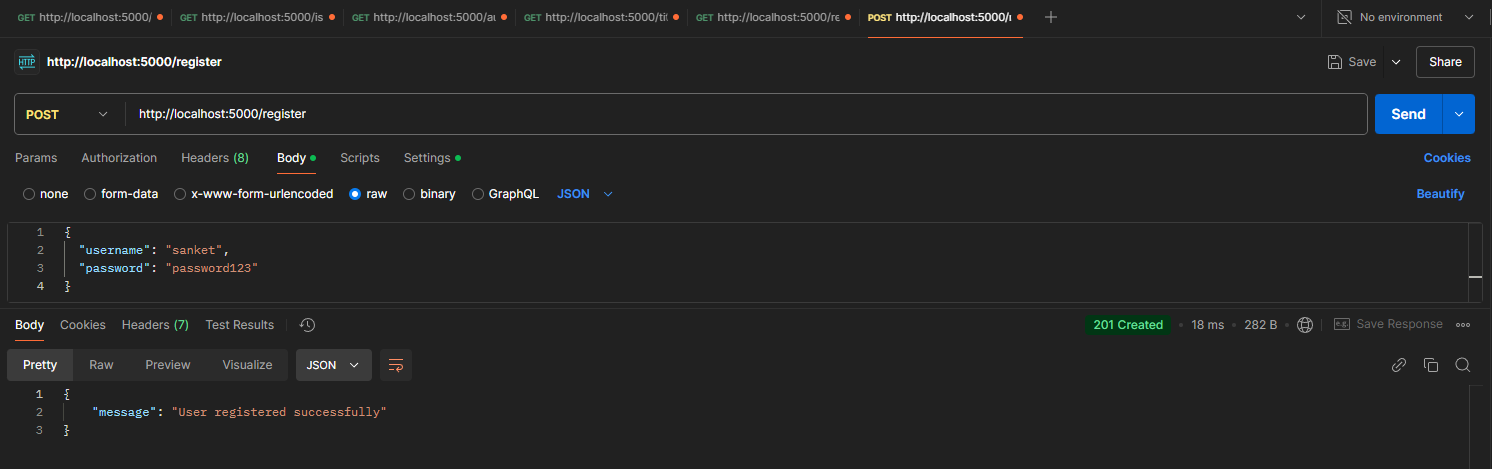 GET http://localhost:5000/ GET http://localhost:5000/is GET http://localhost:5000/au GET http://localhost:5000/tit GET http://localhost:5000/re POST http://localhost:5000/r No environment
HTTP http://localhost:5000/register Save Share
POST http://localhost:5000/register Send
Params Authorization Headers (8) Body Scripts Settings Cookies
none form-data x-www-form-urlencoded raw binary GraphQL JSON Beautify
1 {
2 "username": "sanket",
3 "password": "password123"
4 }
Body Cookies Headers (7) Test Results 201 Created • 18 ms • 282 B e.g. Save Response
Pretty Raw Preview Visualize JSON
1 {
2 "message": "User registered successfully"
3 }